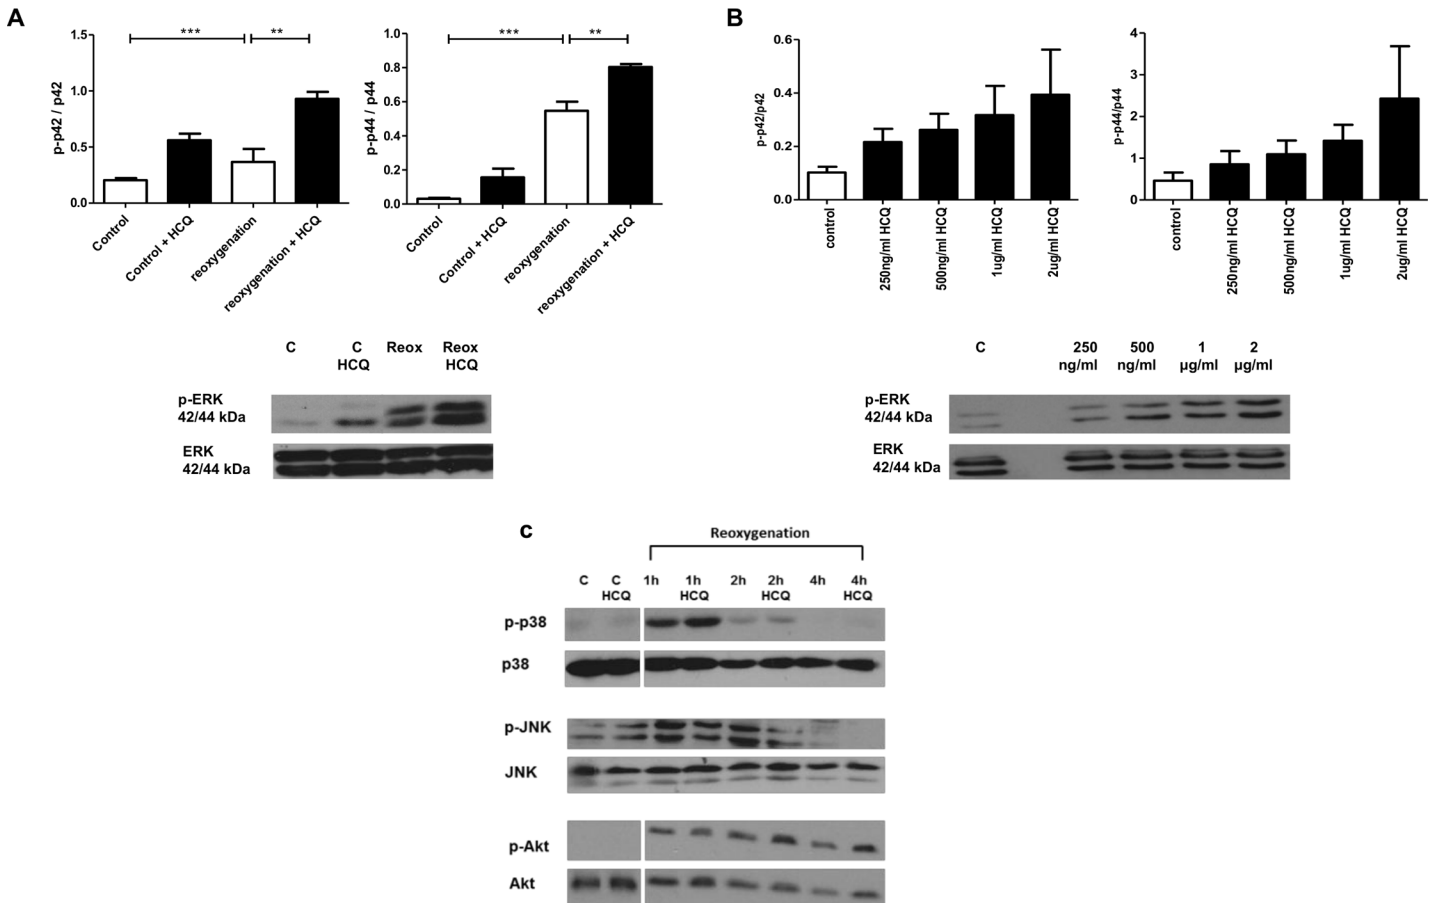 A
p-p42 / p42
1.5
1.0
0.5
0.0
***
**
Control
Control + HCQ
reoxygenation
reoxygenation + HCQ
p-p44 / p44
1.0
0.8
0.6
0.4
0.2
0.0
***
**
Control
Control + HCQ
reoxygenation
reoxygenation + HCQ
C
C
HCQ
Reox
Reox
HCQ
p-ERK
42/44 kDa
ERK
42/44 kDa
B
p-p42/p42
0.6
0.4
0.2
0.0
control
250ng/ml HCQ
500ng/ml HCQ
1ug/ml HCQ
2ug/ml HCQ
p-p44/p44
4
3
2
1
0
control
250ng/ml HCQ
500ng/ml HCQ
1ug/ml HCQ
2ug/ml HCQ
C
250
ng/ml
500
ng/ml
1
µg/ml
2
µg/ml
p-ERK
42/44 kDa
ERK
42/44 kDa
c
Reoxygenation
C
C
HCQ
1h
1h
HCQ
2h
2h
HCQ
4h
4h
HCQ
p-p38
p38
p-JNK
JNK
p-Akt
Akt